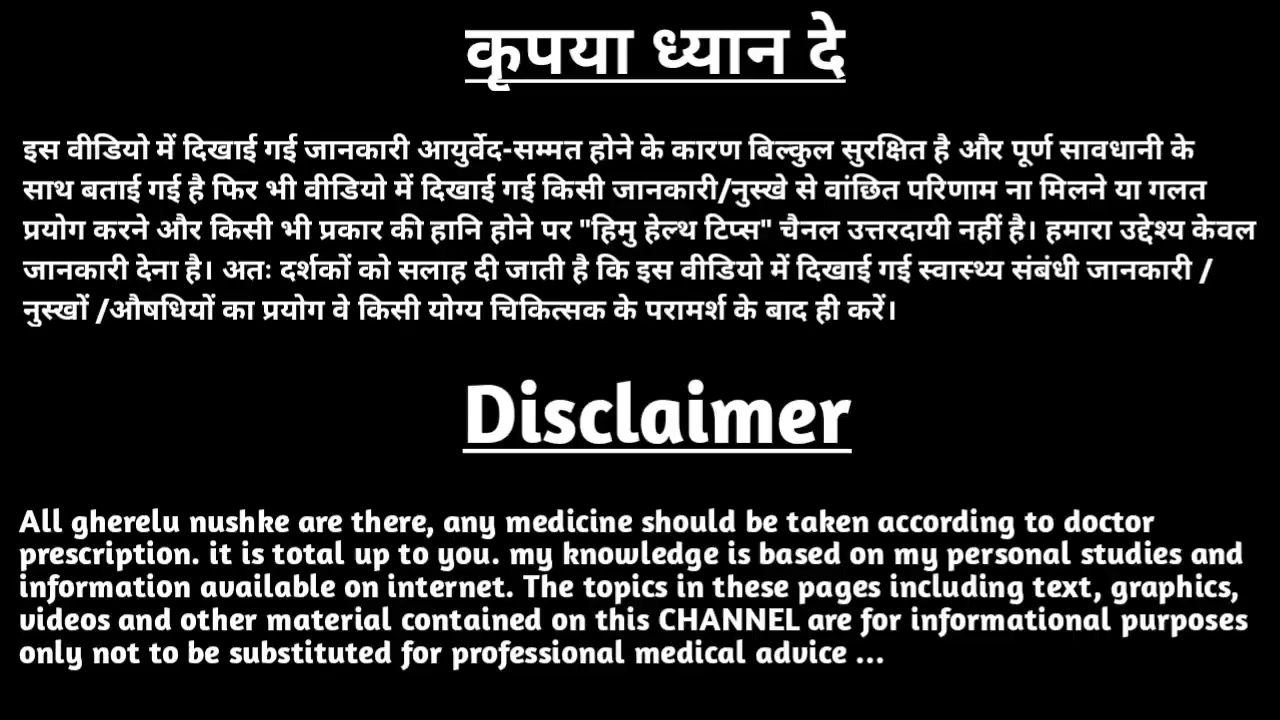 कृपया ध्यान दे
इस वीडियो में दिखाई गई जानकारी आयुर्वेद-सम्मत होने के कारण बिल्कुल सुरक्षित है और पूर्ण सावधानी के
साथ बताई गई है फिर भी वीडियो में दिखाई गई किसी जानकारी/नुस्खे से वांछित परिणाम ना मिलने या गलत
प्रयोग करने और किसी भी प्रकार की हानि होने पर "हिमु हेल्थ टिप्स" चैनल उत्तरदायी नहीं है। हमारा उद्देश्य केवल
जानकारी देना है। अतः दर्शकों को सलाह दी जाती है कि इस वीडियो में दिखाई गई स्वास्थ्य संबंधी जानकारी /
नुस्खों /औषधियों का प्रयोग वे किसी योग्य चिकित्सक के परामर्श के बाद ही करें।
Disclaimer
All gherelu nushke are there, any medicine should be taken according to doctor
prescription. it is total up to you. my knowledge is based on my personal studies and
information available on internet. The topics in these pages including text, graphics,
videos and other material contained on this CHANNEL are for informational purposes
only not to be substituted for professional medical advice ...